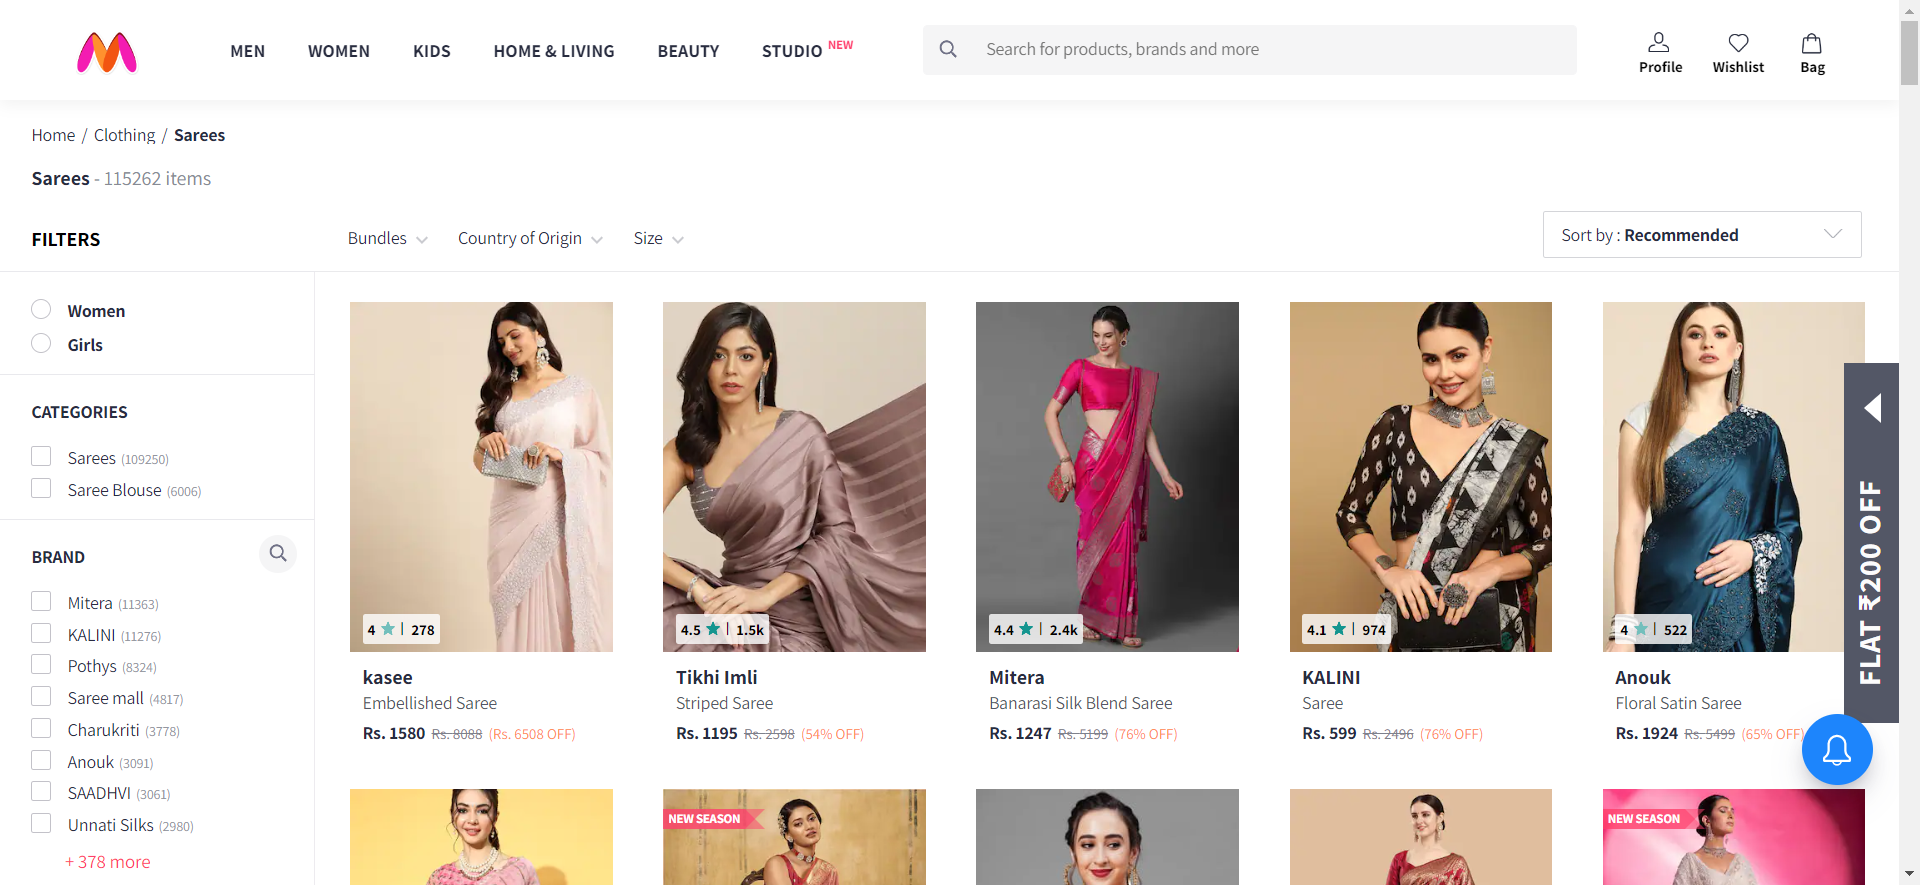 MEN WOMEN KIDS HOME & LIVING BEAUTY STUDIO NEW
Search for products, brands and more
Profile Wishlist Bag
Home / Clothing / Sarees
Sarees - 115262 items
FILTERS
Bundles Country of Origin Size
Sort by : Recommended
Women
Girls
CATEGORIES
Sarees (109250)
Saree Blouse (6006)
BRAND
Mitera (11363)
KALINI (11276)
Pothys (8324)
Saree mall (4817)
Charukriti (3778)
Anouk (3091)
SAADHVI (3061)
Unnati Silks (2980)
+ 378 more
4 ★ | 278
kasee
Embellished Saree
Rs. 1580 Rs. 8088 (Rs. 6508 OFF)
4.5 ★ | 1.5k
Tikhi Imli
Striped Saree
Rs. 1195 Rs. 2598 (54% OFF)
4.4 ★ | 2.4k
Mitera
Banarasi Silk Blend Saree
Rs. 1247 Rs. 5199 (76% OFF)
4.1 ★ | 974
KALINI
Saree
Rs. 599 Rs. 2496 (76% OFF)
4 ★ | 522
Anouk
Floral Satin Saree
Rs. 1924 Rs. 5499 (65% OFF)
FLAT ₹200 OFF
NEW SEASON
NEW SEASON